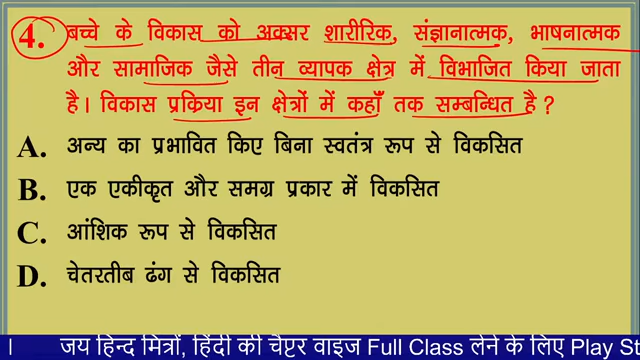 4. बच्चे के विकास को अक्सर शारीरिक, संज्ञानात्मक, भाषनात्मक
और सामाजिक जैसे तीन व्यापक क्षेत्र में विभाजित किया जाता
है। विकास प्रक्रिया इन क्षेत्रों में कहाँ तक सम्बन्धित है ?
A. अन्य का प्रभावित किए बिना स्वतंत्र रूप से विकसित
B. एक एकीकृत और समग्र प्रकार में विकसित
C. आंशिक रूप से विकसित
D. चेतरतीब ढंग से विकसित
। जय हिन्द मित्रों, हिंदी की चैप्टर वाइज Full Class लेने के लिए Play St